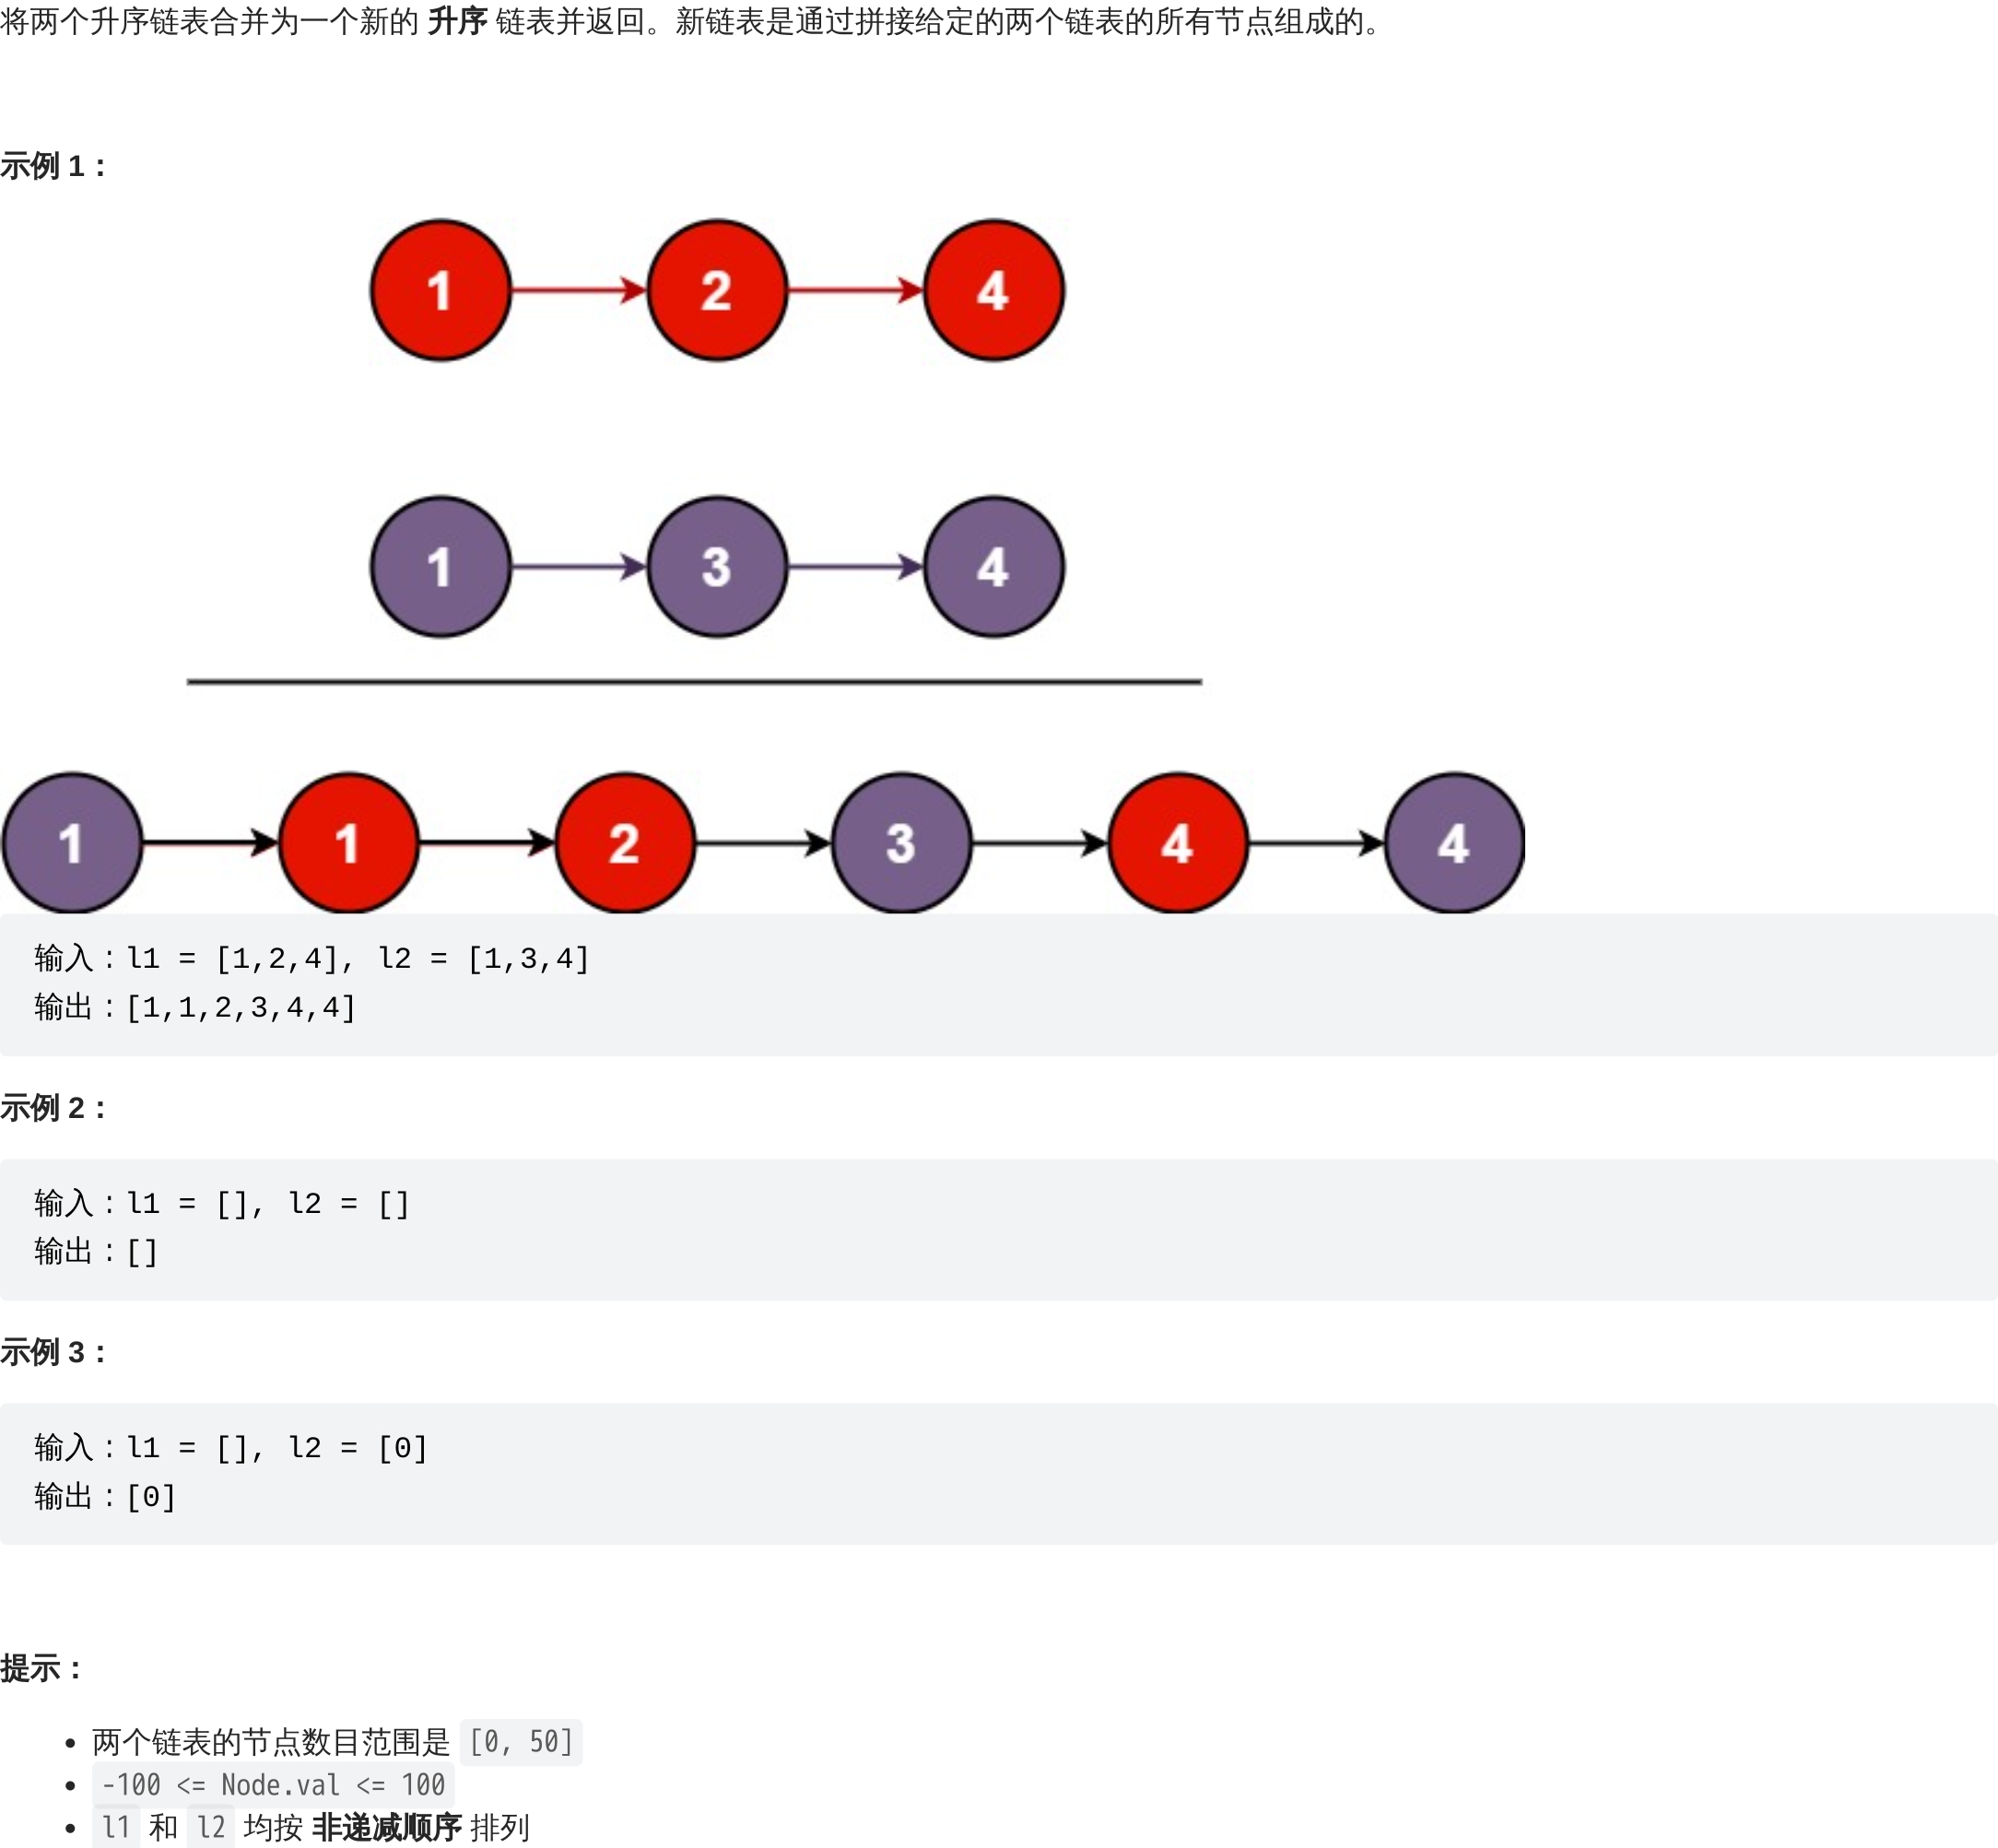 将两个升序链表合并为一个新的 升序 链表并返回。新链表是通过拼接给定的两个链表的所有节点组成的。
示例 1：
1 2 4
1 3 4
1 1 2 3 4 4
输入：l1 = [1,2,4], l2 = [1,3,4]
输出：[1,1,2,3,4,4]
示例 2：
输入：l1 = [], l2 = []
输出：[]
示例 3：
输入：l1 = [], l2 = [0]
输出：[0]
提示：
两个链表的节点数目范围是 [0, 50]
-100 <= Node.val <= 100
l1 和 l2 均按 非递减顺序 排列